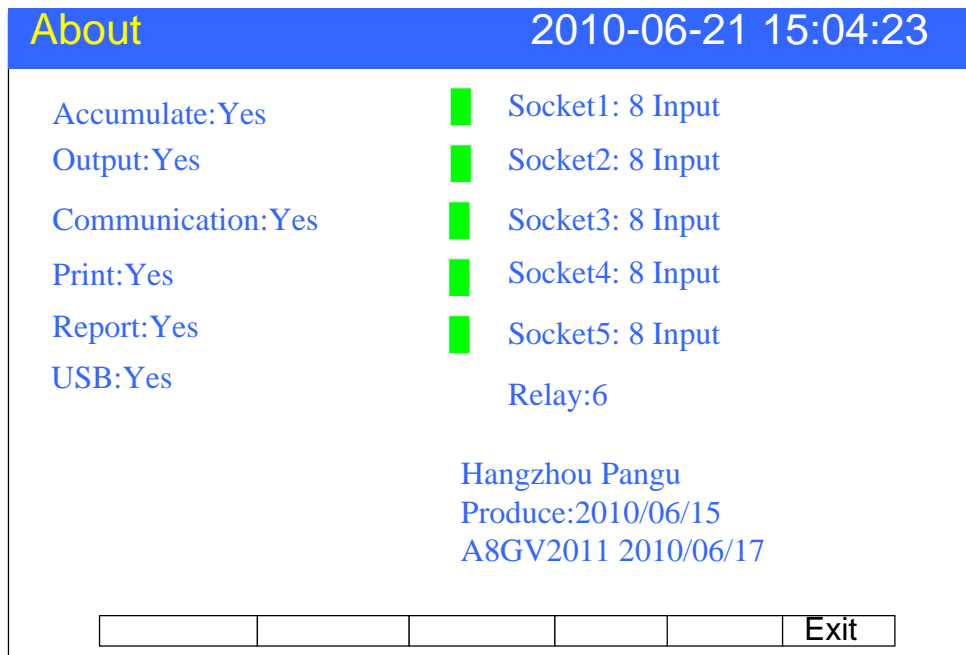 About
2010-06-21 15:04:23
Accumulate:Yes
Output:Yes
Communication:Yes
Print:Yes
Report:Yes
USB:Yes
Socket1: 8 Input
Socket2: 8 Input
Socket3: 8 Input
Socket4: 8 Input
Socket5: 8 Input
Relay:6
Hangzhou Pangu
Produce:2010/06/15
A8GV2011 2010/06/17
Exit